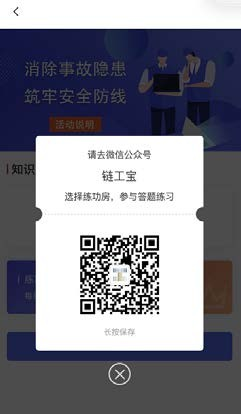 消除事故隐患
筑牢安全防线
活动说明
知识
请去微信公众号
链工宝
选择练功房，参与答题练习
长按保存